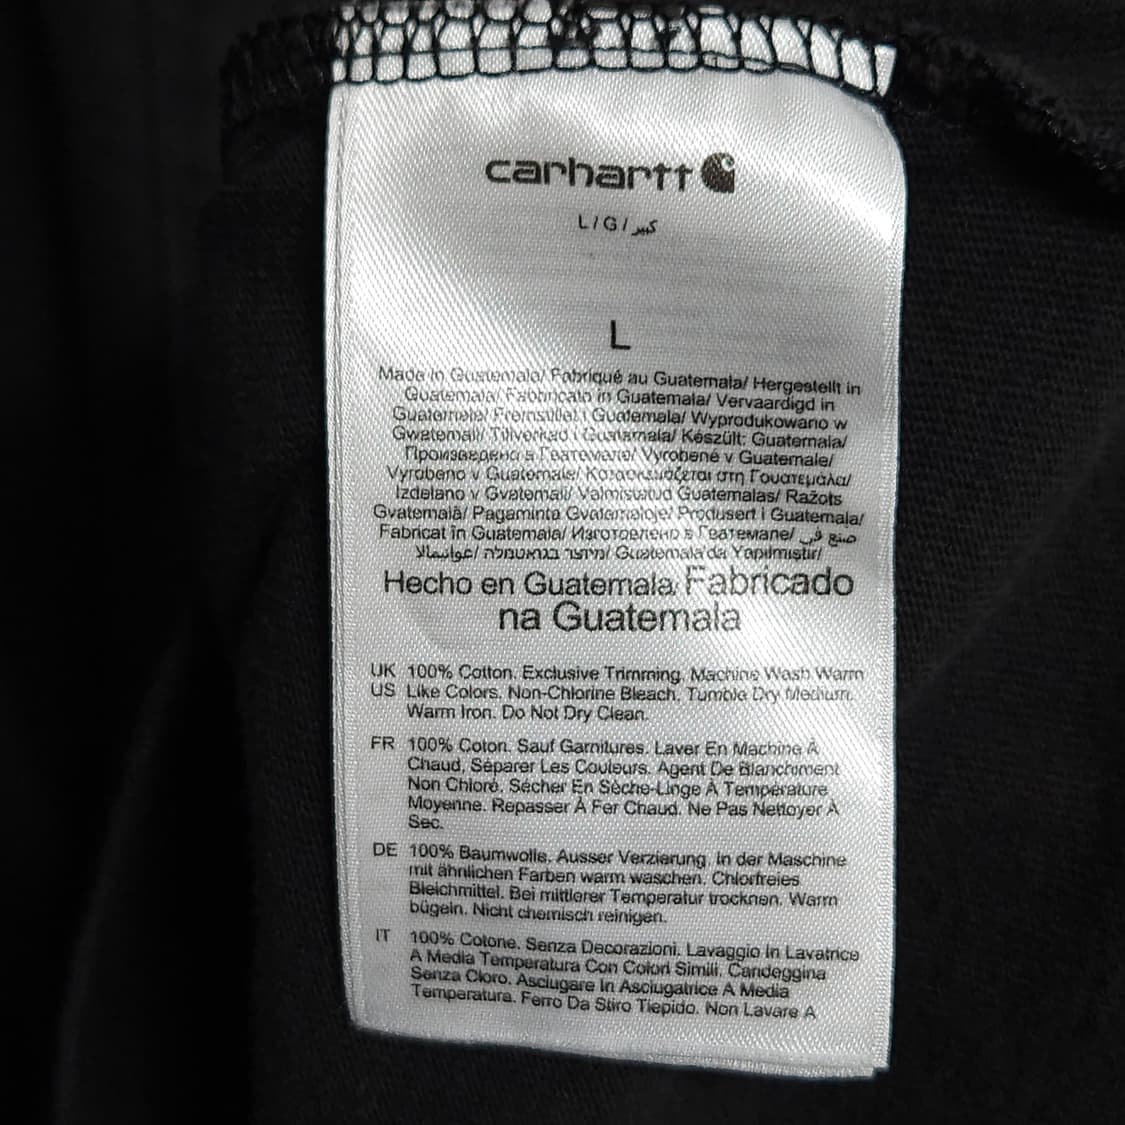 carhartt
L/G/كبير
L
Made in Guatemala/ Fabriqué au Guatemala/ Hergestellt in
Guatemala/ Fabbricato in Guatemala/ Vervaardigd in
Guatemala/ Fremstillet i Guatemala/ Wyprodukowano w
Gwatemali/ Tillverkad i Guatamala/ Készült: Guatemala/
Произведено в Гватемале/ Vyrobené v Guatemale/
Vyrobeno v Guatemale/ Κατασκευάζεται στη Γουατεμάλα/
Izdelano v Gvatemali/ Valmistatud Guatemalas/ Ražots
Gvatemalā/ Pagaminta Gvatemaloje/ Produsert i Guatemala/
Fabricat în Guatemala/ Изготовлено в Гватемале/ صنع في
غواتيمالا/ מיוצר בגואטמלה/ Guatemala'da Yapılmıştır/
Hecho en Guatemala/ Fabricado
na Guatemala
UK 100% Cotton. Exclusive Trimming. Machine Wash Warm
US Like Colors. Non-Chlorine Bleach. Tumble Dry Medium.
Warm Iron. Do Not Dry Clean.
FR 100% Coton. Sauf Garnitures. Laver En Machine À
Chaud, Séparer Les Couleurs. Agent De Blanchiment
Non Chloré. Sécher En Sèche-Linge À Température
Moyenne. Repasser À Fer Chaud. Ne Pas Nettoyer À
Sec.
DE 100% Baumwolle. Ausser Verzierung. In der Maschine
mit ähnlichen Farben warm waschen. Chlorfreies
Bleichmittel. Bei mittlerer Temperatur trocknen. Warm
bügeln. Nicht chemisch reinigen.
IT 100% Cotone. Senza Decorazioni. Lavaggio In Lavatrice
A Media Temperatura Con Colori Simili. Candeggina
Senza Cloro. Asciugare In Asciugatrice A Media
Temperatura. Ferro Da Stiro Tiepido. Non Lavare A